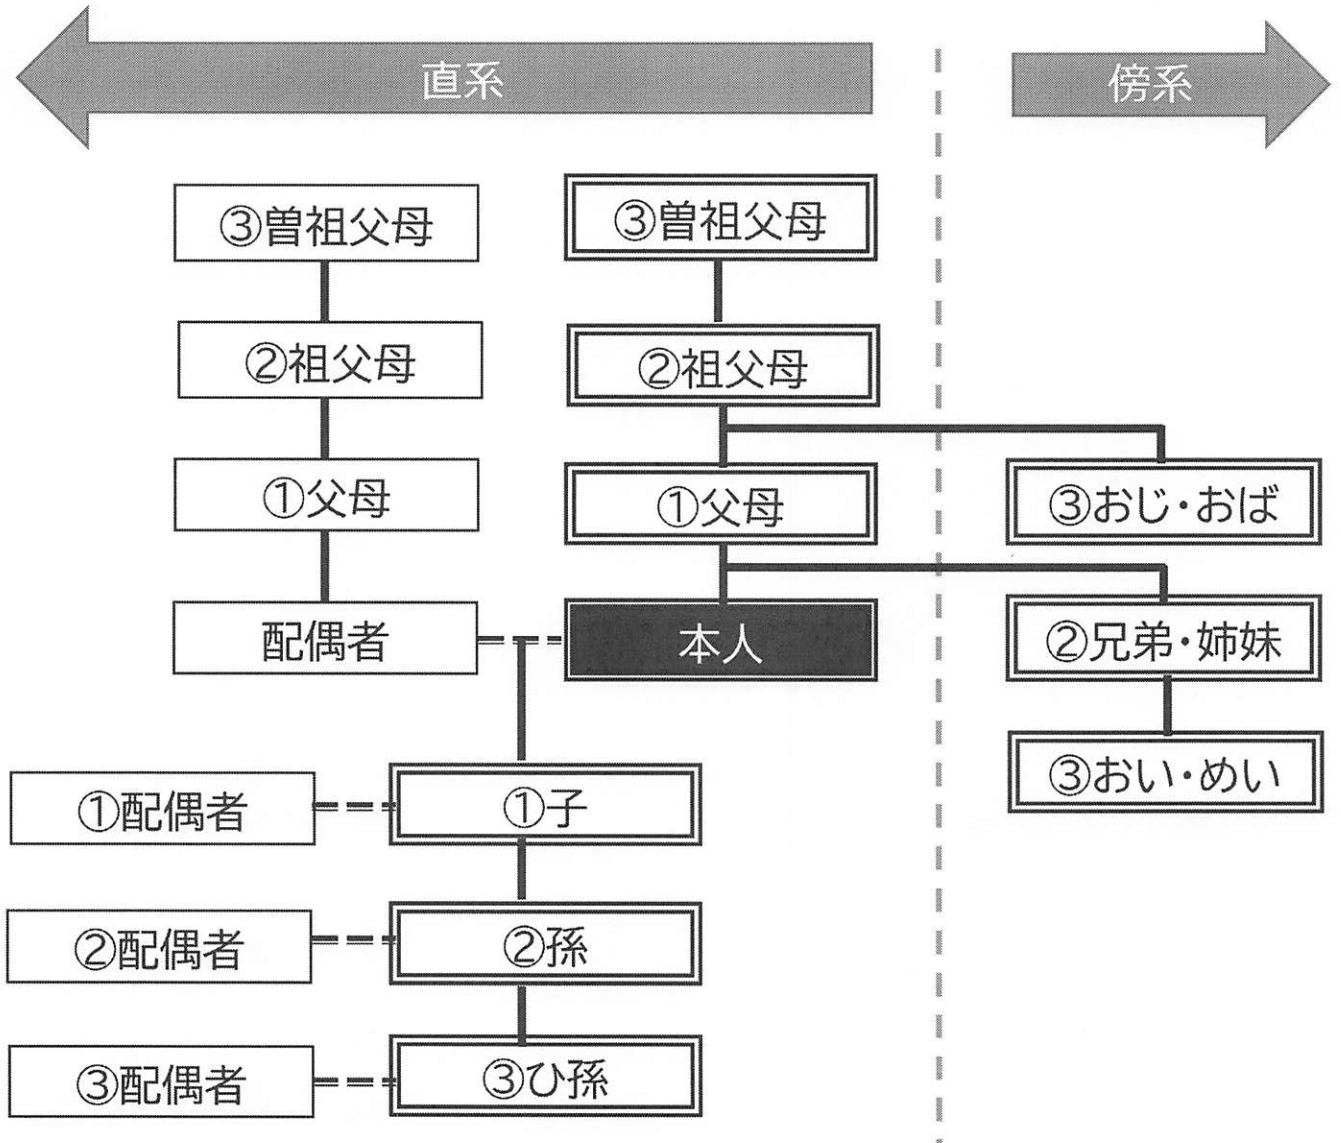 直系
傍系
③曽祖父母
③曽祖父母
②祖父母
②祖父母
①父母
①父母
③おじ・おば
配偶者
本人
②兄弟・姉妹
③おい・めい
①配偶者
①子
②配偶者
②孫
③配偶者
③ひ孫